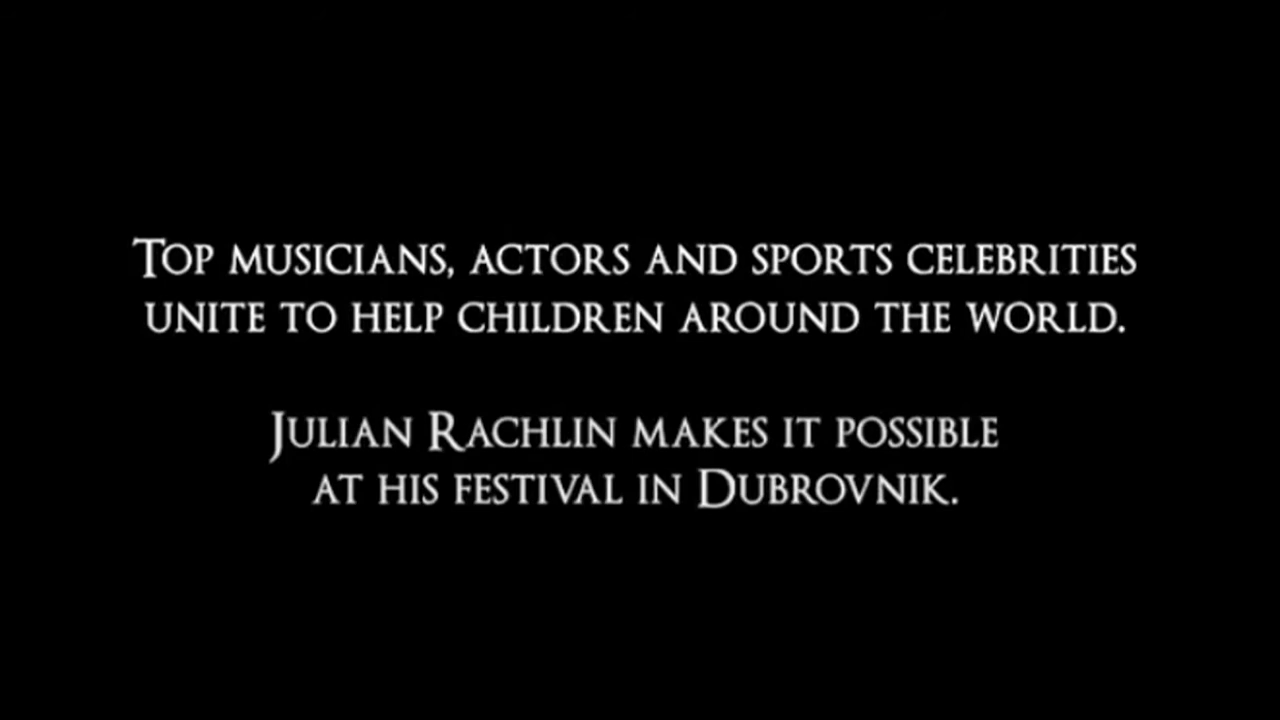 Top musicians, actors and sports celebrities
unite to help children around the world.
Julian Rachlin makes it possible
at his festival in Dubrovnik.